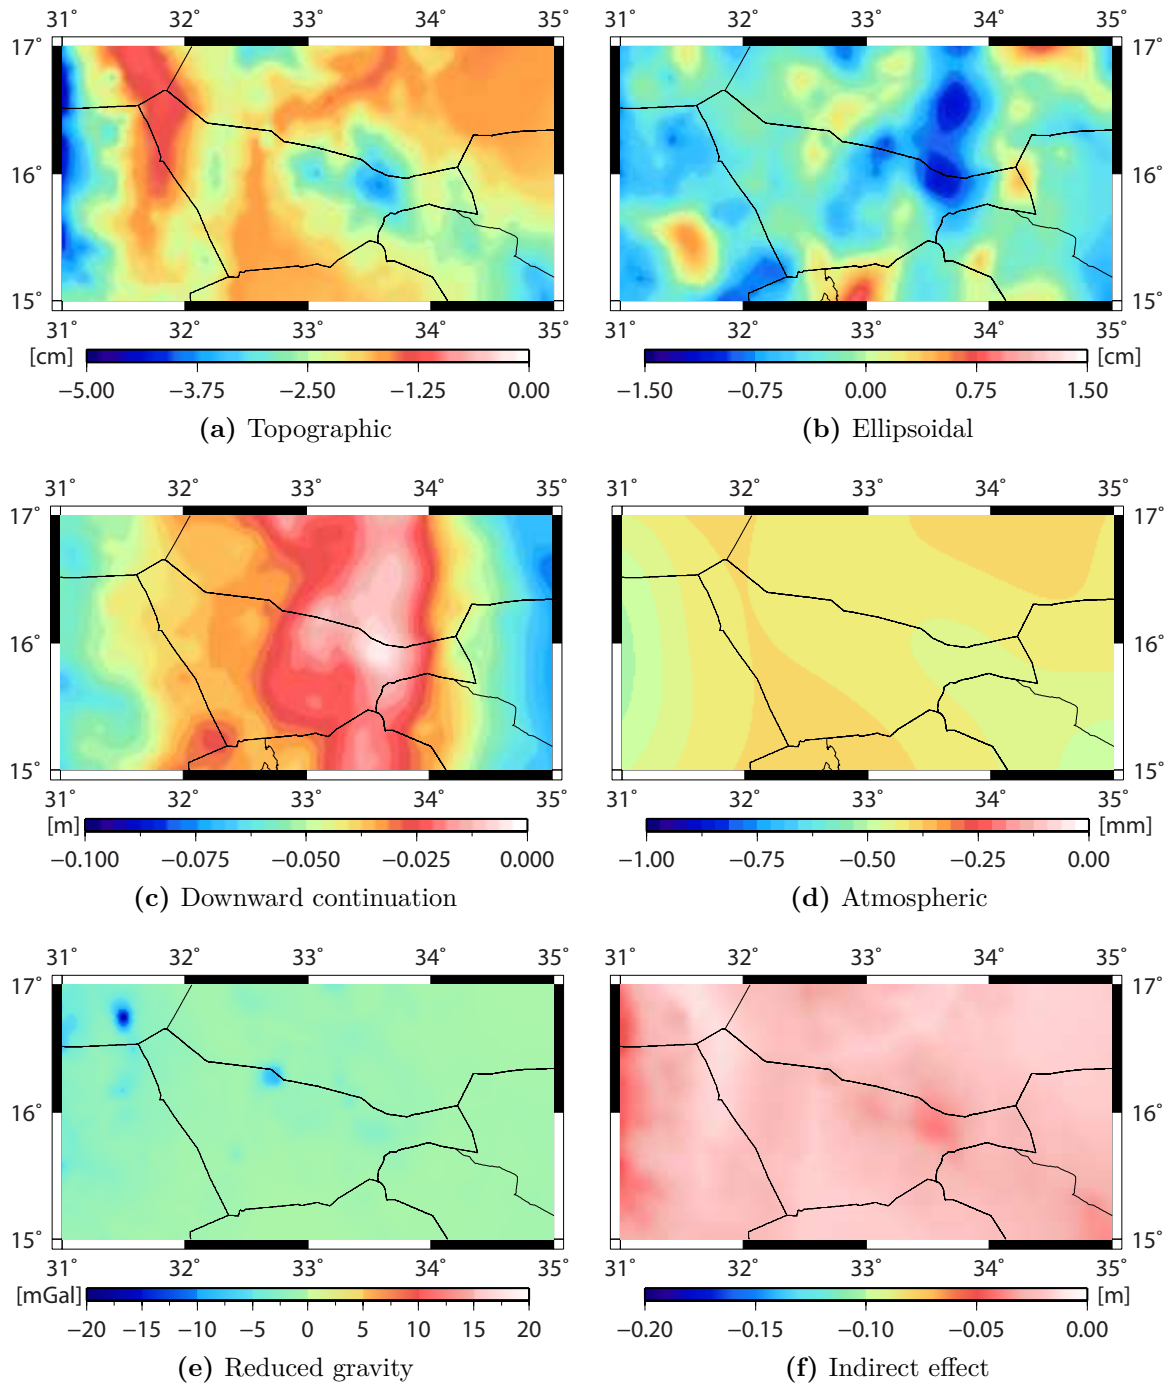 31° 32° 33° 34° 35° 31° 32° 33° 34° 35°
17° 17°
16° 16°
15° 15°
31° 32° 33° 34° 35° 31° 32° 33° 34° 35°
[cm] [cm]
−5.00 −3.75 −2.50 −1.25 0.00 −1.50 −0.75 0.00 0.75 1.50
(a) Topographic (b) Ellipsoidal
31° 32° 33° 34° 35° 31° 32° 33° 34° 35°
17° 17°
16° 16°
15° 15°
31° 32° 33° 34° 35° 31° 32° 33° 34° 35°
[m] [mm]
−0.100 −0.075 −0.050 −0.025 0.000 −1.00 −0.75 −0.50 −0.25 0.00
(c) Downward continuation (d) Atmospheric
31° 32° 33° 34° 35° 31° 32° 33° 34° 35°
17° 17°
16° 16°
15° 15°
31° 32° 33° 34° 35° 31° 32° 33° 34° 35°
[mGal] [m]
−20 −15 −10 −5 0 5 10 15 20 −0.20 −0.15 −0.10 −0.05 0.00
(e) Reduced gravity (f) Indirect effect